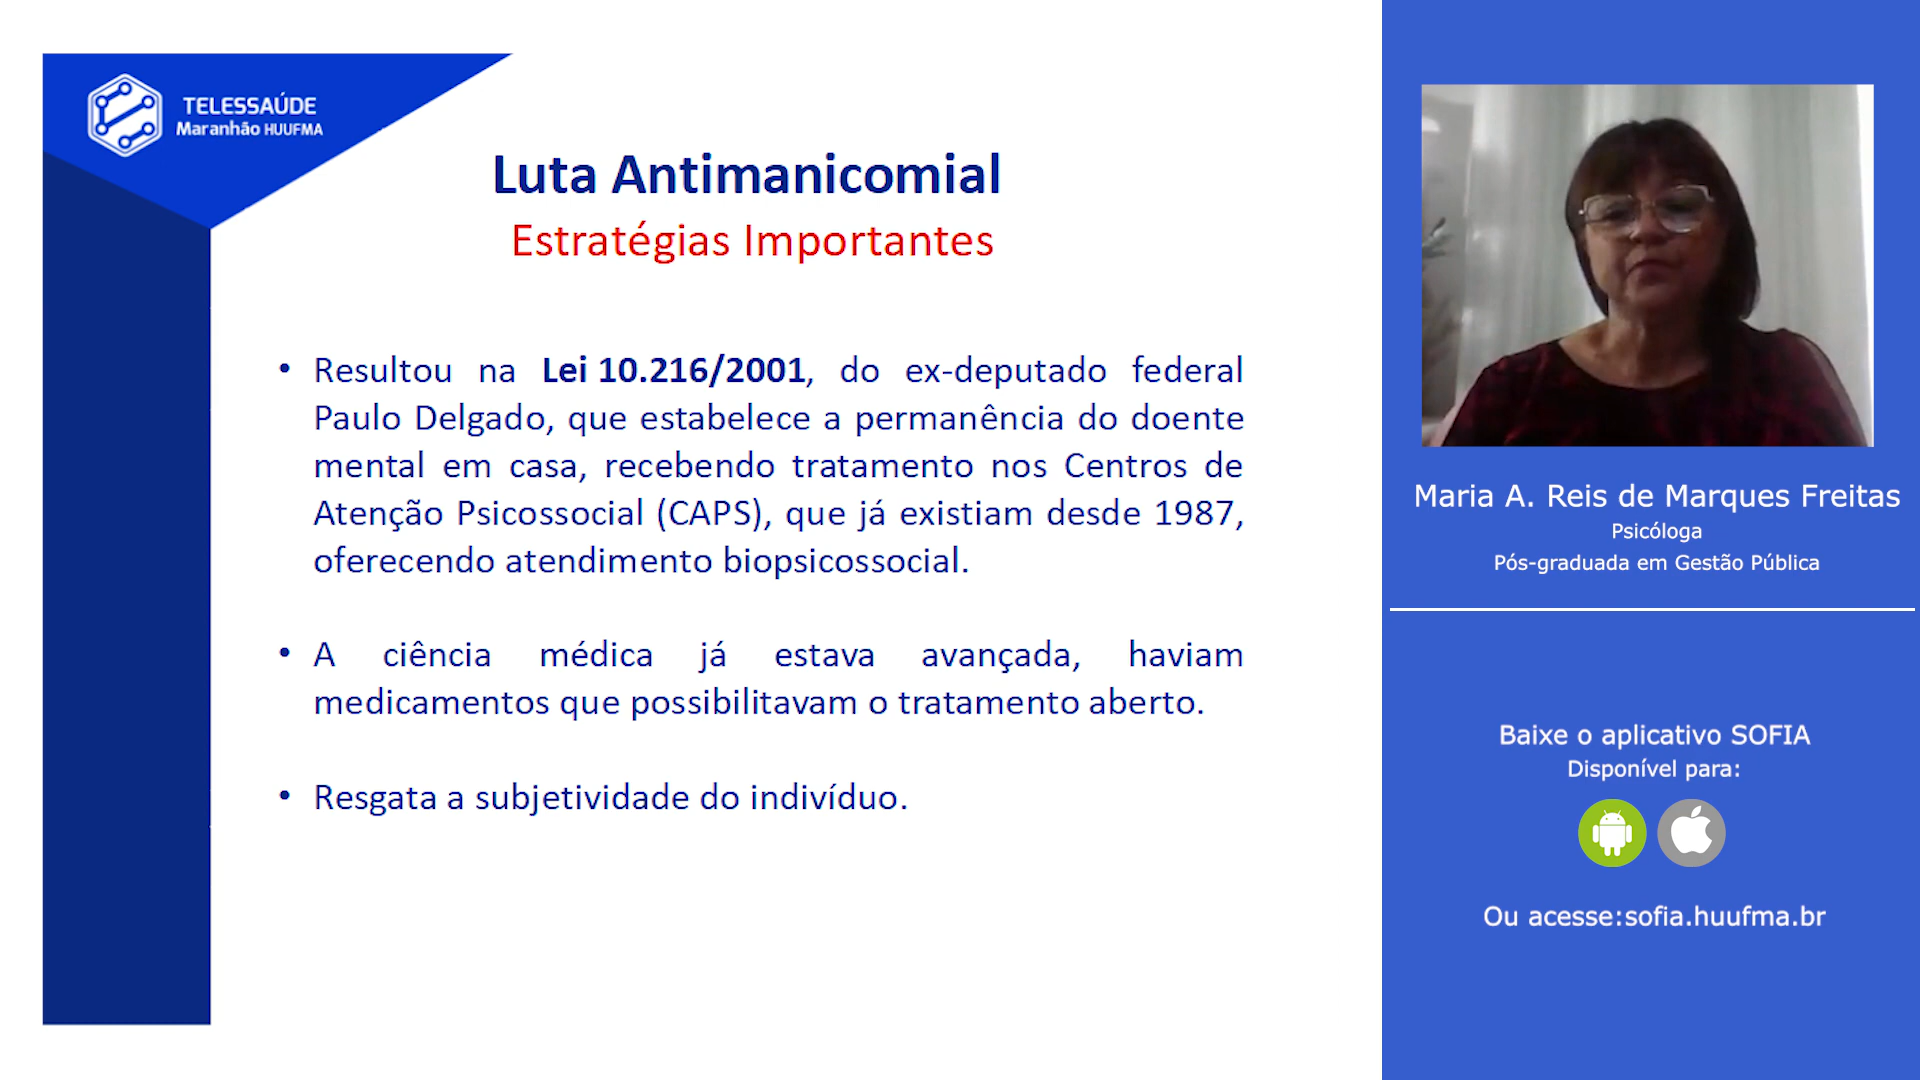 TELESSAÚDE
Maranhão HUUFMA
Luta Antimanicomial
Estratégias Importantes
• Resultou na Lei 10.216/2001, do ex-deputado federal
Paulo Delgado, que estabelece a permanência do doente
mental em casa, recebendo tratamento nos Centros de
Atenção Psicossocial (CAPS), que já existiam desde 1987,
oferecendo atendimento biopsicossocial.
• A ciência médica já estava avançada, haviam
medicamentos que possibilitavam o tratamento aberto.
• Resgata a subjetividade do indivíduo.
Maria A. Reis de Marques Freitas
Psicóloga
Pós-graduada em Gestão Pública
Baixe o aplicativo SOFIA
Disponível para:
Ou acesse:sofia.huufma.br